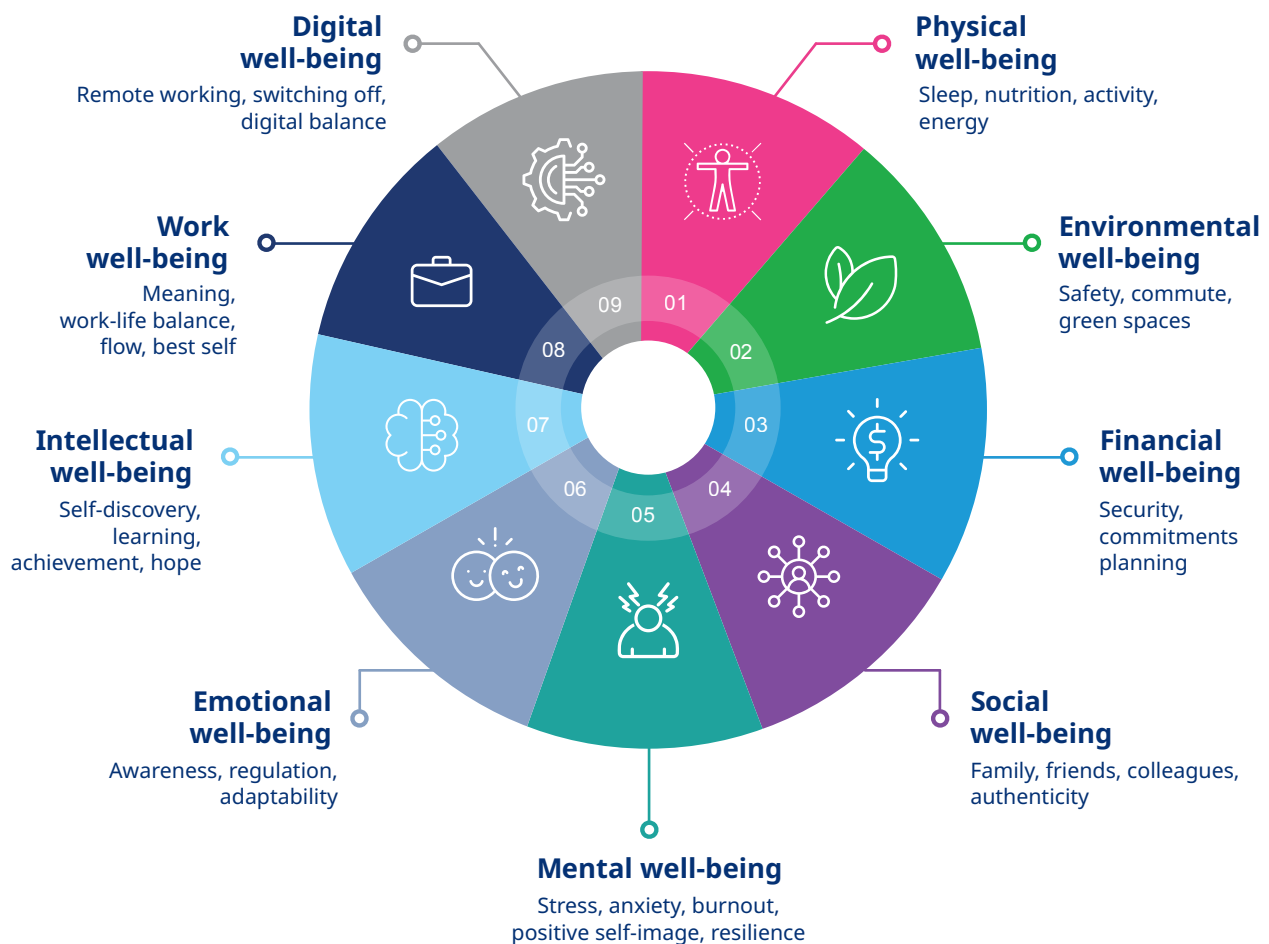 Physical
well-being
Sleep, nutrition, activity,
energy
Environmental
well-being
Safety, commute,
green spaces
Financial
well-being
Security,
commitments
planning
Social
well-being
Family, friends, colleagues,
authenticity
Mental well-being
Stress, anxiety, burnout,
positive self-image, resilience
Emotional
well-being
Awareness, regulation,
adaptability
Intellectual
well-being
Self-discovery,
learning,
achievement, hope
Work
well-being
Meaning,
work-life balance,
flow, best self
Digital
well-being
Remote working, switching off,
digital balance
01
02
03
04
05
06
07
08
09
$